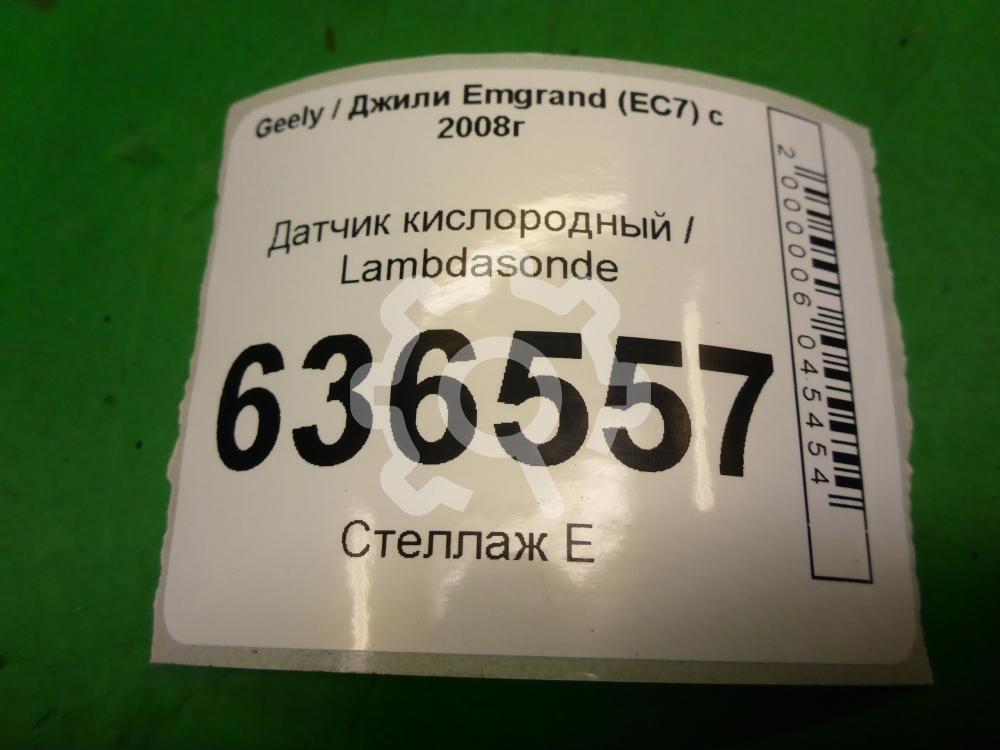 Geely / Джили Emgrand (EC7) с
2008г
Датчик кислородный /
Lambdasonde
636557
Стеллаж Е
2000006045454